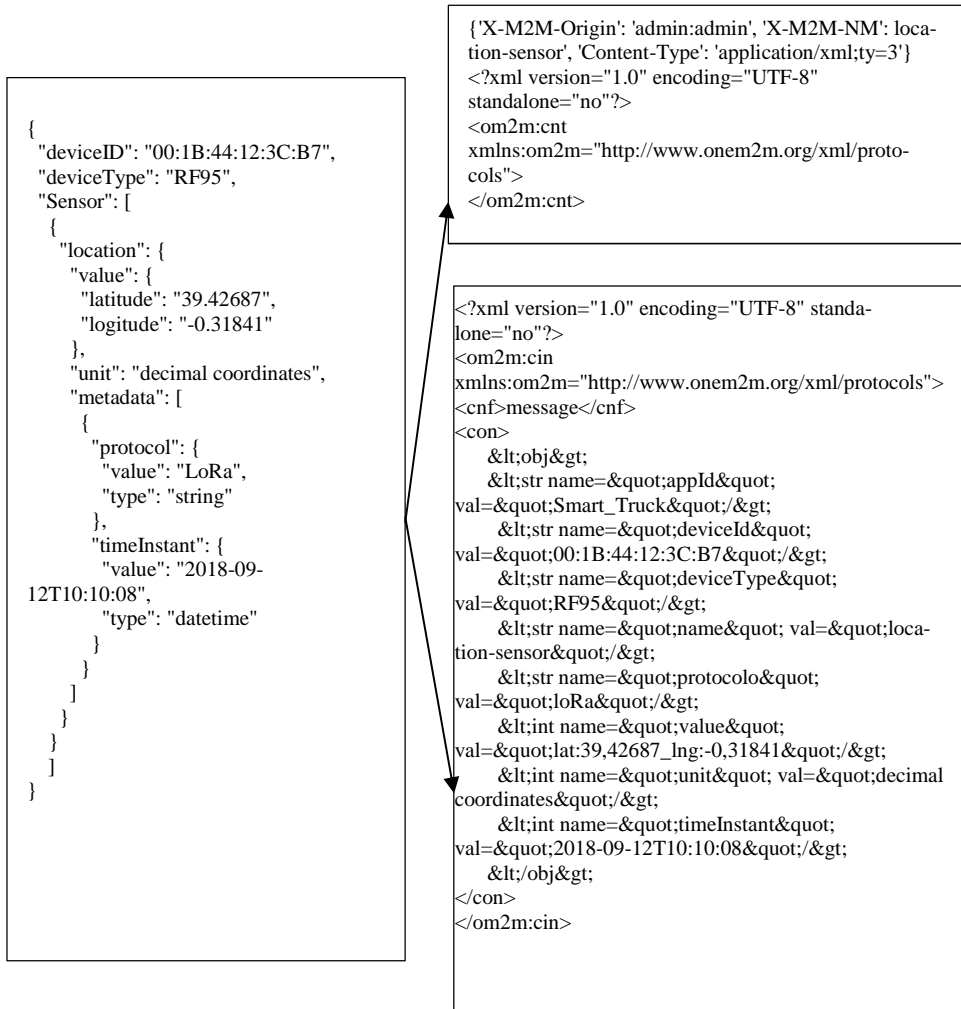 {
"deviceID": "00:1B:44:12:3C:B7",
"deviceType": "RF95",
"Sensor": [
{
"location": {
"value": {
"latitude": "39.42687",
"logitude": "-0.31841"
},
"unit": "decimal coordinates",
"metadata": [
{
"protocol": {
"value": "LoRa",
"type": "string"
},
"timeInstant": {
"value": "2018-09-
12T10:10:08",
"type": "datetime"
}
}
]
}
}
]
}
{'X-M2M-Origin': 'admin:admin', 'X-M2M-NM': loca-
tion-sensor', 'Content-Type': 'application/xml;ty=3'}
<?xml version="1.0" encoding="UTF-8"
standalone="no"?>
<om2m:cnt
xmlns:om2m="http://www.onem2m.org/xml/proto-
cols">
</om2m:cnt>
<?xml version="1.0" encoding="UTF-8" standa-
lone="no"?>
<om2m:cin
xmlns:om2m="http://www.onem2m.org/xml/protocols">
<cnf>message</cnf>
<con>
&lt;obj&gt;
&lt;str name=&quot;appId&quot;
val=&quot;Smart_Truck&quot;/&gt;
&lt;str name=&quot;deviceId&quot;
val=&quot;00:1B:44:12:3C:B7&quot;/&gt;
&lt;str name=&quot;deviceType&quot;
val=&quot;RF95&quot;/&gt;
&lt;str name=&quot;name&quot; val=&quot;loca-
tion-sensor&quot;/&gt;
&lt;str name=&quot;protocolo&quot;
val=&quot;loRa&quot;/&gt;
&lt;int name=&quot;value&quot;
val=&quot;lat:39,42687_lng:-0,31841&quot;/&gt;
&lt;int name=&quot;unit&quot; val=&quot;decimal
coordinates&quot;/&gt;
&lt;int name=&quot;timeInstant&quot;
val=&quot;2018-09-12T10:10:08&quot;/&gt;
&lt;/obj&gt;
</con>
</om2m:cin>